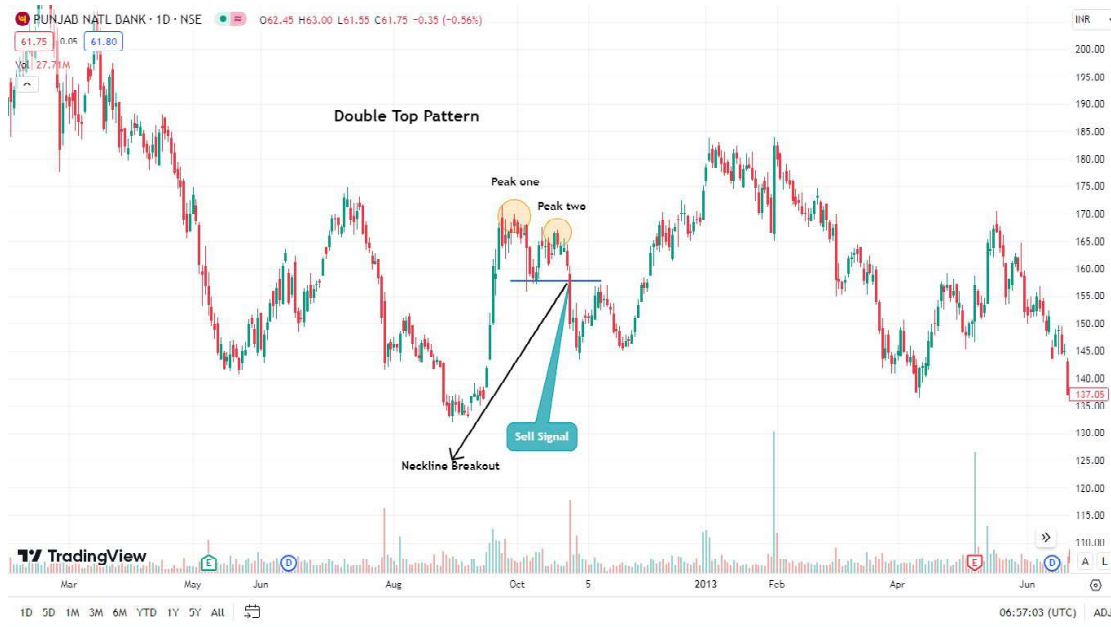 PUNJAB NATL BANK · 1D · NSE O62.45 H63.00 L61.55 C61.75 −0.35 (−0.56%) INR
61.75 0.05 61.80
Vol 27.71M
200.00
195.00
190.00
Double Top Pattern
185.00
180.00
Peak one
175.00
Peak two
170.00
165.00
160.00
155.00
150.00
145.00
140.00
137.05
135.00
130.00
Sell Signal
Neckline Breakout
125.00
120.00
115.00
110.00
TradingView
E D E D A L
Mar May Jun Aug Oct 5 2013 Feb Apr Jun
1D 5D 1M 3M 6M YTD 1Y 5Y All 06:57:03 (UTC) ADJ